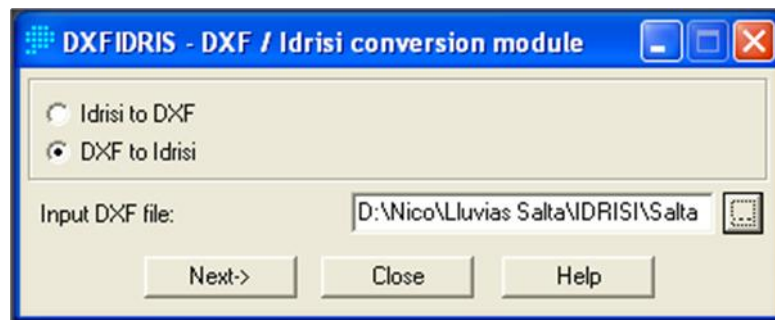 DXFIDRIS - DXF / Idrisi conversion module
Idrisi to DXF
DXF to Idrisi
Input DXF file: D:\Nico\Lluvias Salta\IDRISI\Salta ...
Next-> Close Help